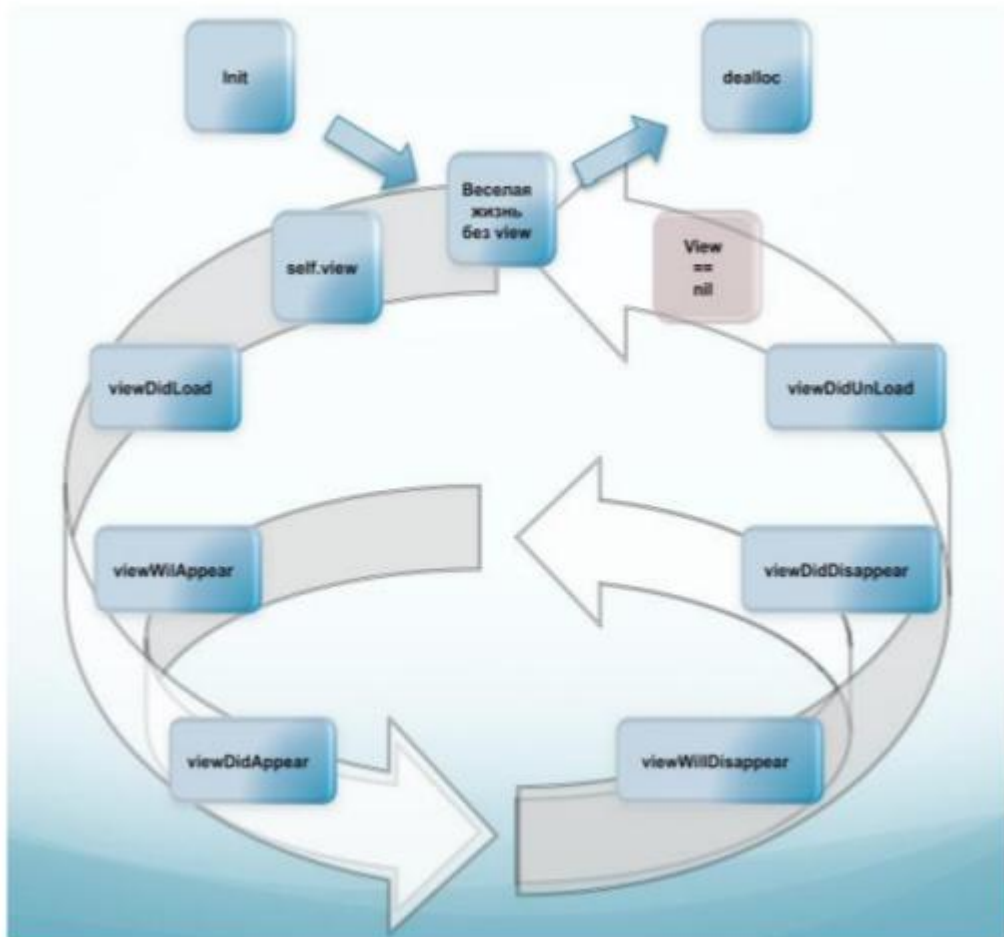 Init
dealloc
Веселая
жизнь
без view
self.view
View
==
nil
viewDidLoad
viewDidUnLoad
viewWilAppear
viewDidDisappear
viewDidAppear
viewWillDisappear